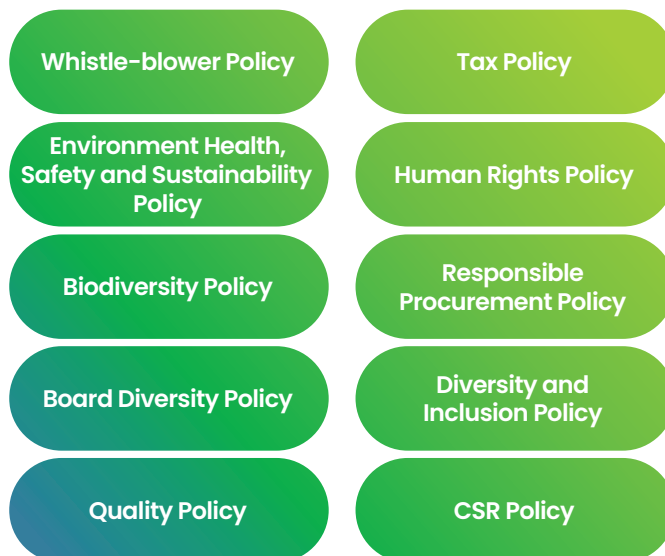 Whistle-blower Policy
Tax Policy
Environment Health,
Safety and Sustainability
Policy
Human Rights Policy
Biodiversity Policy
Responsible
Procurement Policy
Board Diversity Policy
Diversity and
Inclusion Policy
Quality Policy
CSR Policy